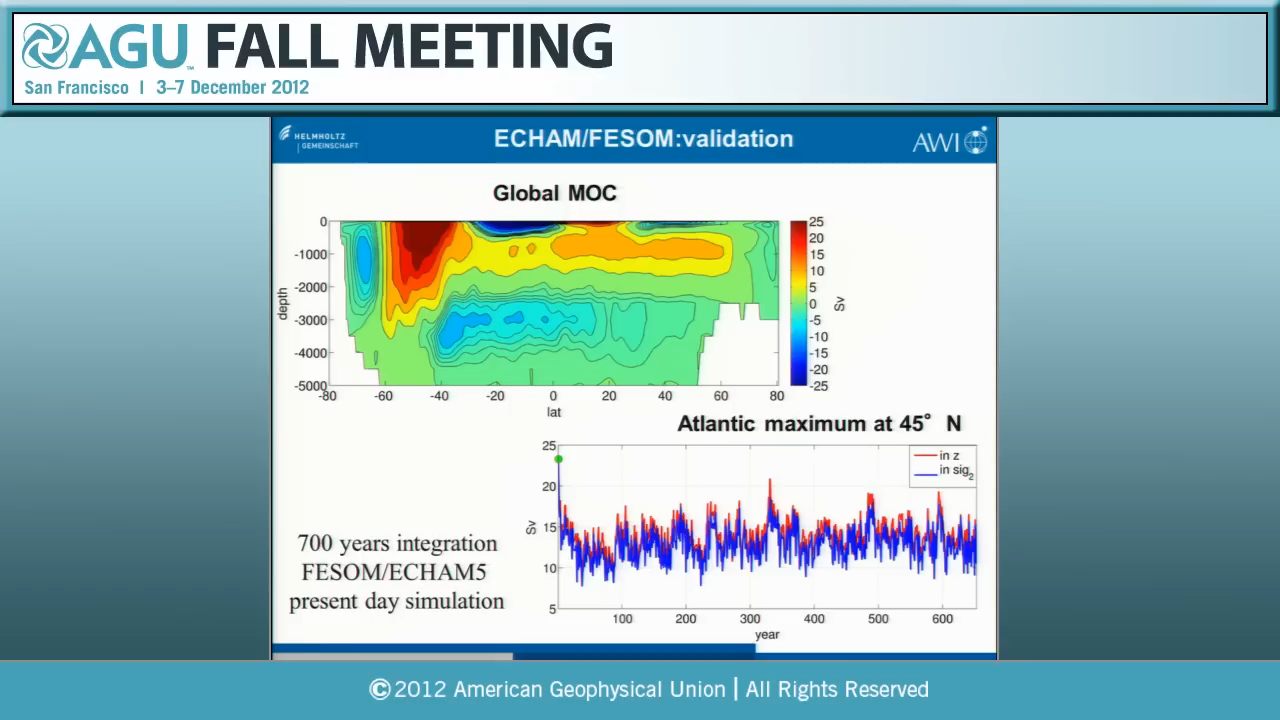 AGU™ FALL MEETING
San Francisco | 3–7 December 2012
HELMHOLTZ
GEMEINSCHAFT
ECHAM/FESOM:validation
AWI
Global MOC
0
-1000
-2000
-3000
-4000
-5000
depth
-80 -60 -40 -20 0 20 40 60 80
lat
25
20
15
10
5
0
-5
-10
-15
-20
-25
Sv
Atlantic maximum at 45° N
25
20
15
10
5
Sv
in z
in sig2
100 200 300 400 500 600
year
700 years integration
FESOM/ECHAM5
present day simulation
©2012 American Geophysical Union | All Rights Reserved